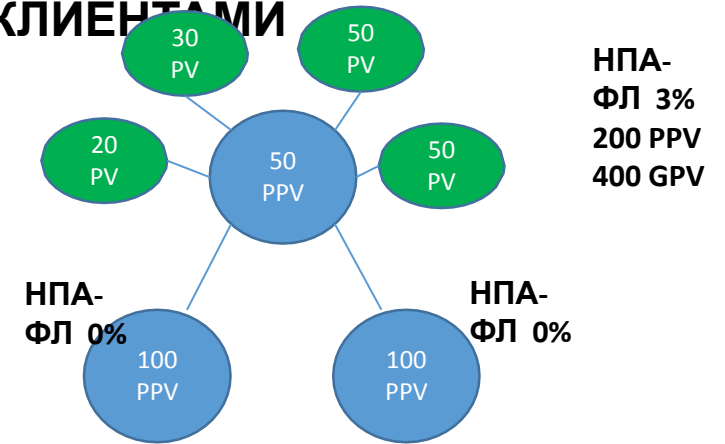 КЛИЕНТАМИ
30
PV
50
PV
НПА-
ФЛ 3%
200 PPV
400 GPV
20
PV
50
PPV
50
PV
НПА-
ФЛ 0%
НПА-
ФЛ 0%
100
PPV
100
PPV